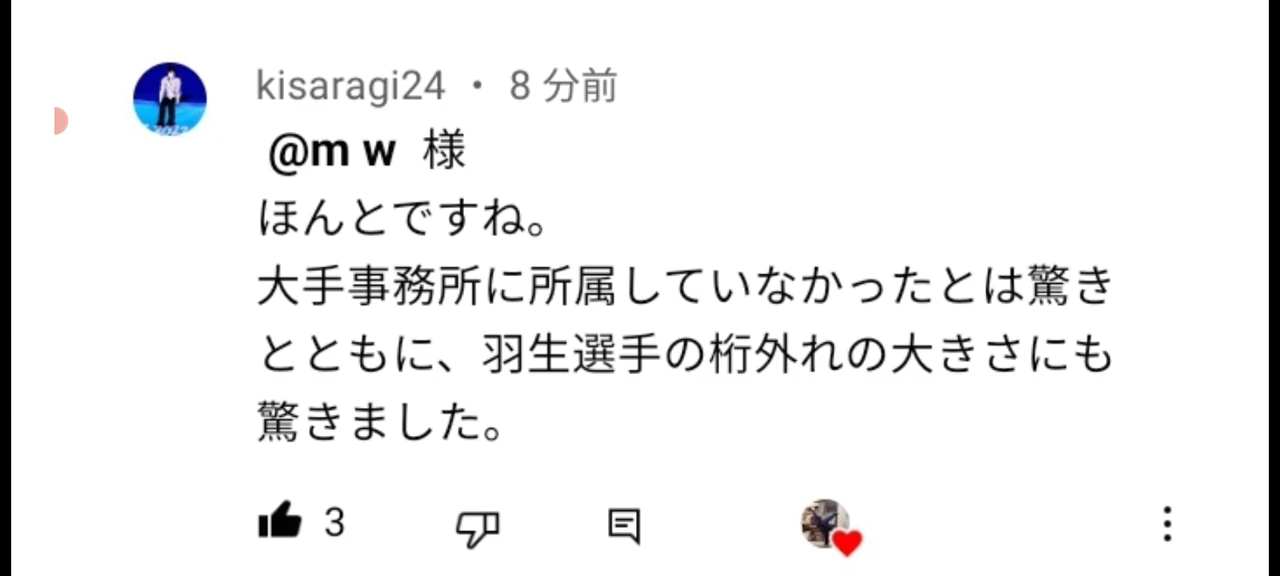 kisaragi24 ・ 8 分前
@m w 様
ほんとですね。
大手事務所に所属していなかったとは驚き
とともに、羽生選手の桁外れの大きさにも
驚きました。
3